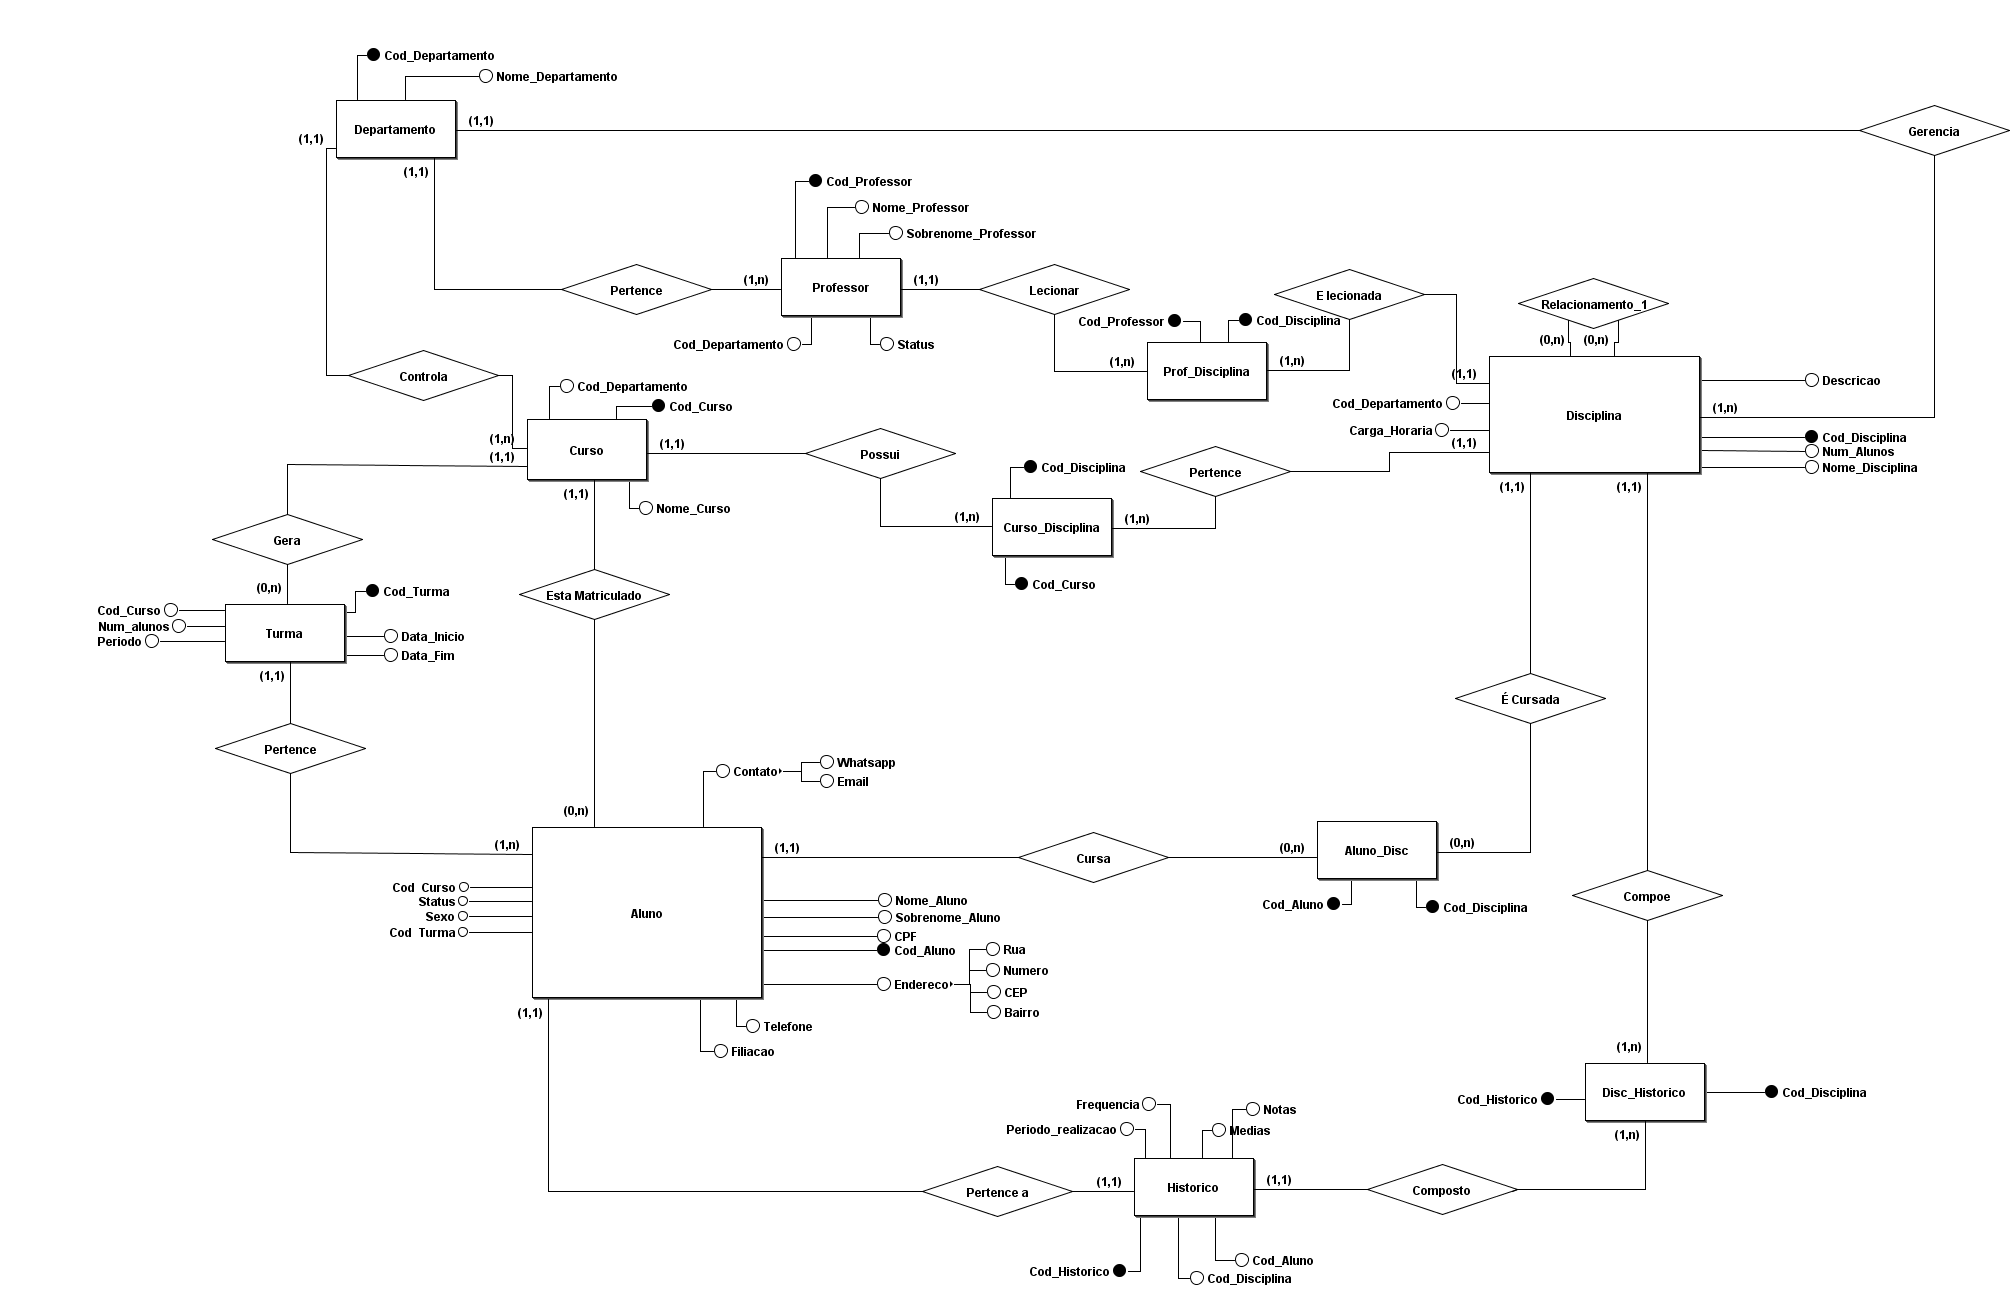 Cod_Departamento
Nome_Departamento
Departamento
(1,1)
(1,1)
(1,1)
Gerencia
Cod_Professor
Nome_Professor
Sobrenome_Professor
Pertence
(1,n)
Professor
(1,1)
Lecionar
E lecionada
Relacionamento_1
Cod_Departamento
Status
Cod_Professor
Cod_Disciplina
(0,n)
(0,n)
(1,n)
Prof_Disciplina
(1,n)
(1,1)
Controla
Cod_Departamento
Cod_Curso
Descricao
Cod_Departamento
Carga_Horaria
(1,1)
Disciplina
(1,n)
Cod_Disciplina
Num_Alunos
Nome_Disciplina
(1,n)
(1,1)
Curso
(1,1)
Possui
Cod_Disciplina
Pertence
(1,1)
Nome_Curso
(1,n)
Curso_Disciplina
(1,n)
Cod_Curso
(1,1)
(1,1)
Gera
(0,n)
Esta Matriculado
Cod_Turma
Cod_Curso
Num_alunos
Periodo
Turma
Data_Inicio
Data_Fim
(1,1)
É Cursada
Pertence
Contato
Whatsapp
Email
(0,n)
(1,n)
(1,1)
Cursa
(0,n)
Aluno_Disc
(0,n)
Cod_Curso
Status
Sexo
Cod_Turma
Aluno
Nome_Aluno
Sobrenome_Aluno
CPF
Cod_Aluno
Endereco
Rua
Numero
CEP
Bairro
Cod_Aluno
Cod_Disciplina
Compoe
(1,1)
Telefone
Filiacao
(1,n)
Cod_Historico
Disc_Historico
Cod_Disciplina
(1,n)
Frequencia
Periodo_realizacao
Notas
Medias
Pertence a
(1,1)
Historico
(1,1)
Composto
Cod_Historico
Cod_Disciplina
Cod_Aluno